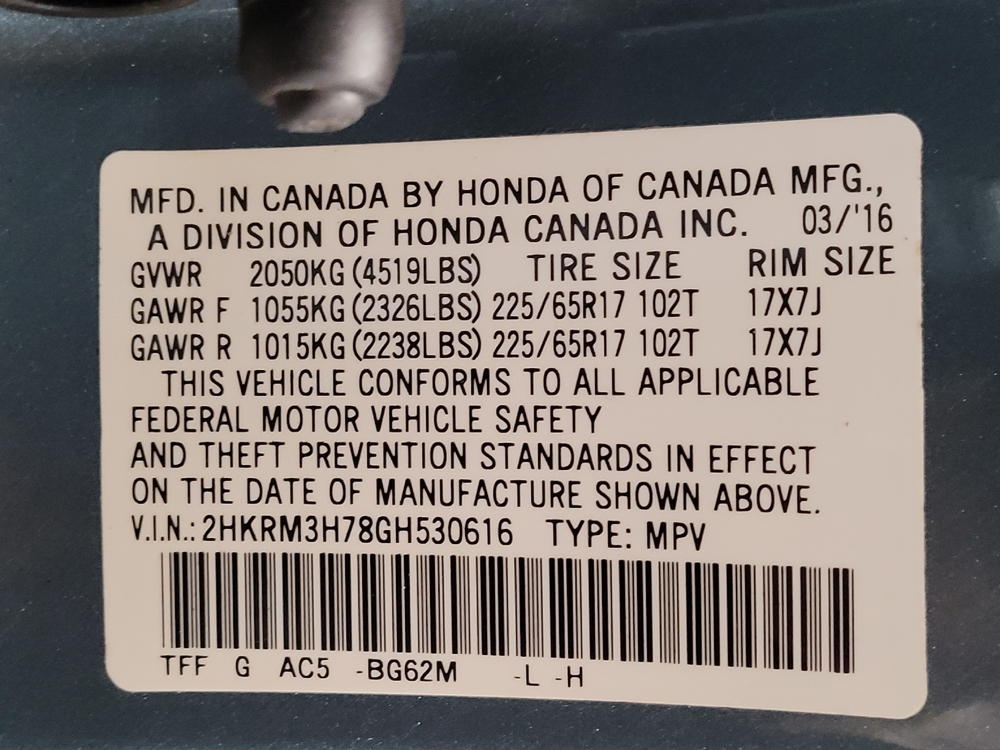 MFD. IN CANADA BY HONDA OF CANADA MFG.,
A DIVISION OF HONDA CANADA INC. 03/'16
GVWR 2050KG (4519LBS) TIRE SIZE RIM SIZE
GAWR F 1055KG (2326LBS) 225/65R17 102T 17X7J
GAWR R 1015KG (2238LBS) 225/65R17 102T 17X7J
THIS VEHICLE CONFORMS TO ALL APPLICABLE
FEDERAL MOTOR VEHICLE SAFETY
AND THEFT PREVENTION STANDARDS IN EFFECT
ON THE DATE OF MANUFACTURE SHOWN ABOVE.
V.I.N.: 2HKRM3H78GH530616 TYPE: MPV
TFF G AC5 -BG62M -L -H